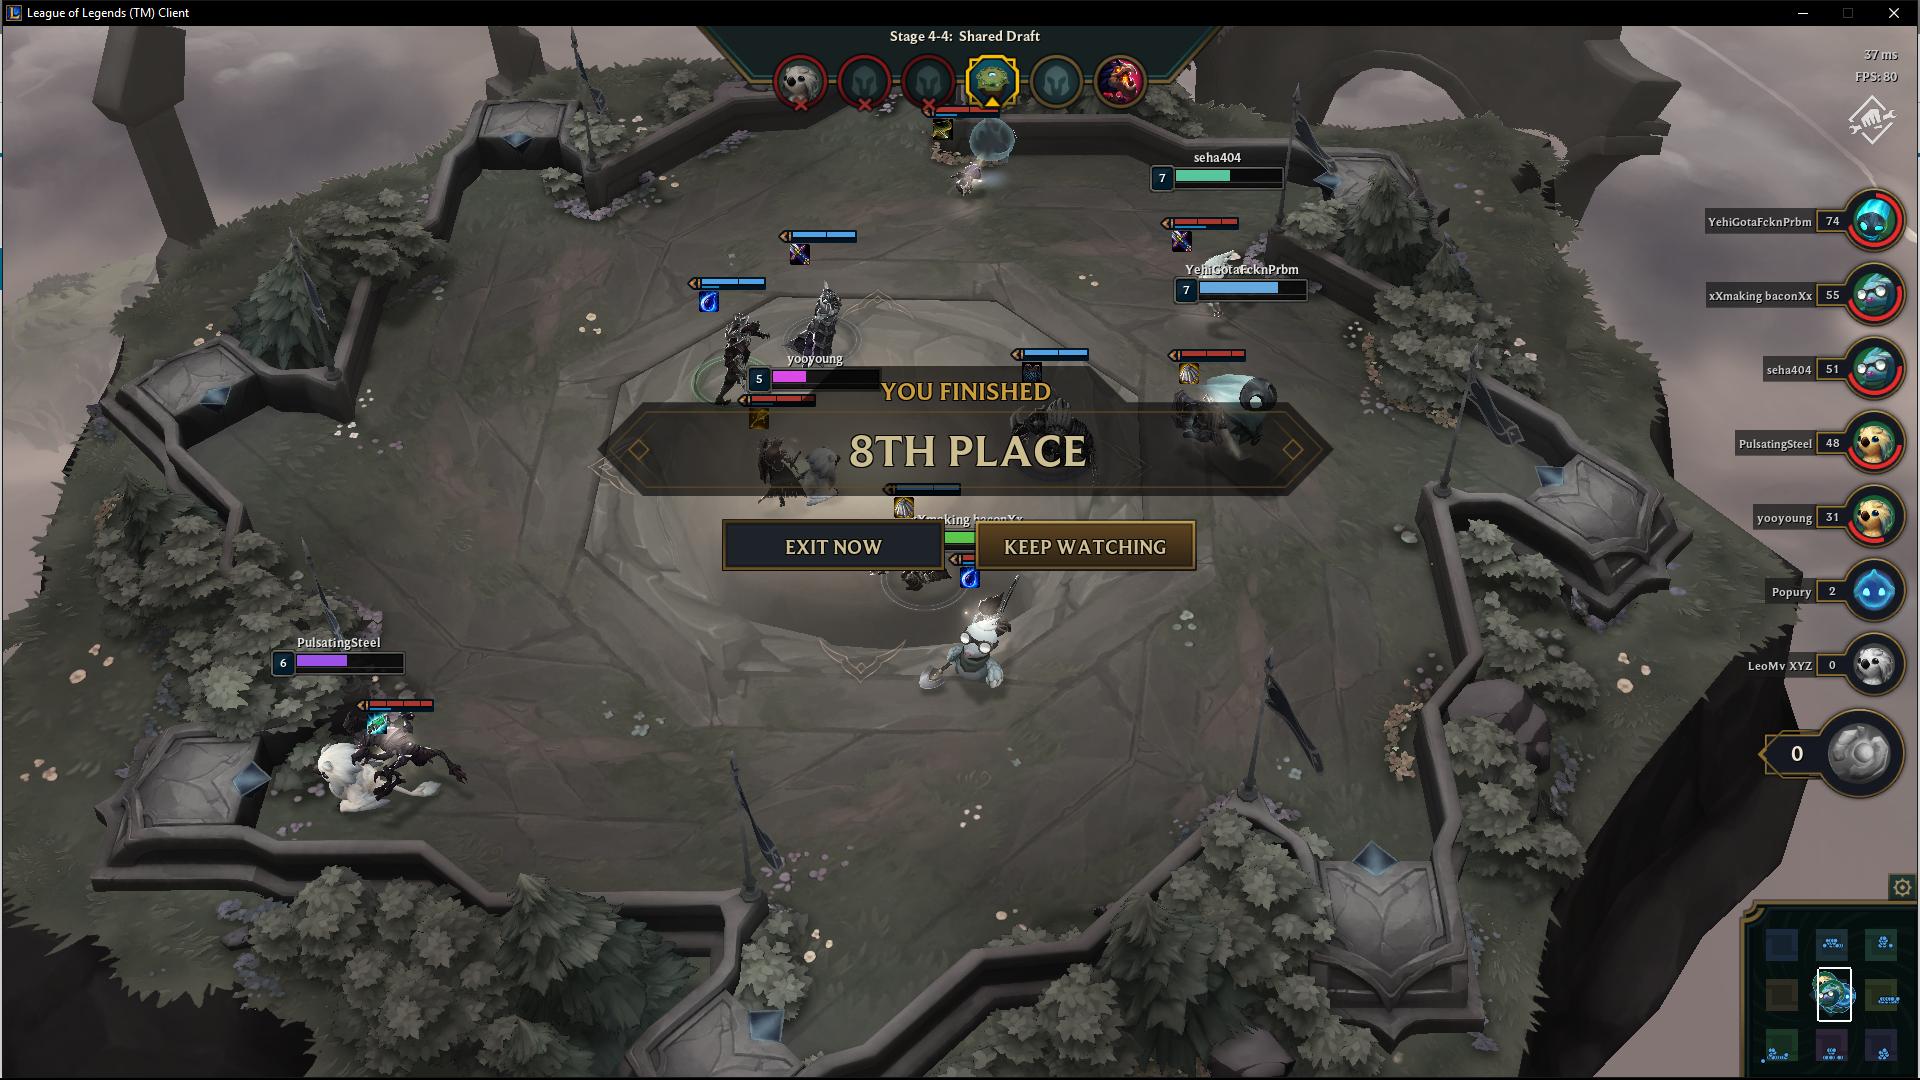 League of Legends (TM) Client
Stage 4-4: Shared Draft
37 ms
FPS: 80
seha404
7
YehiGotaFcknPrbm
7
YehiGotaFcknPrbm 74
xXmaking baconXx 55
seha404 51
PulsatingSteel 48
yooyoung 31
Popury 2
LeoMv XYZ 0
0
yooyoung
5
YOU FINISHED
8TH PLACE
xXmaking baconXx
EXIT NOW
KEEP WATCHING
PulsatingSteel
6